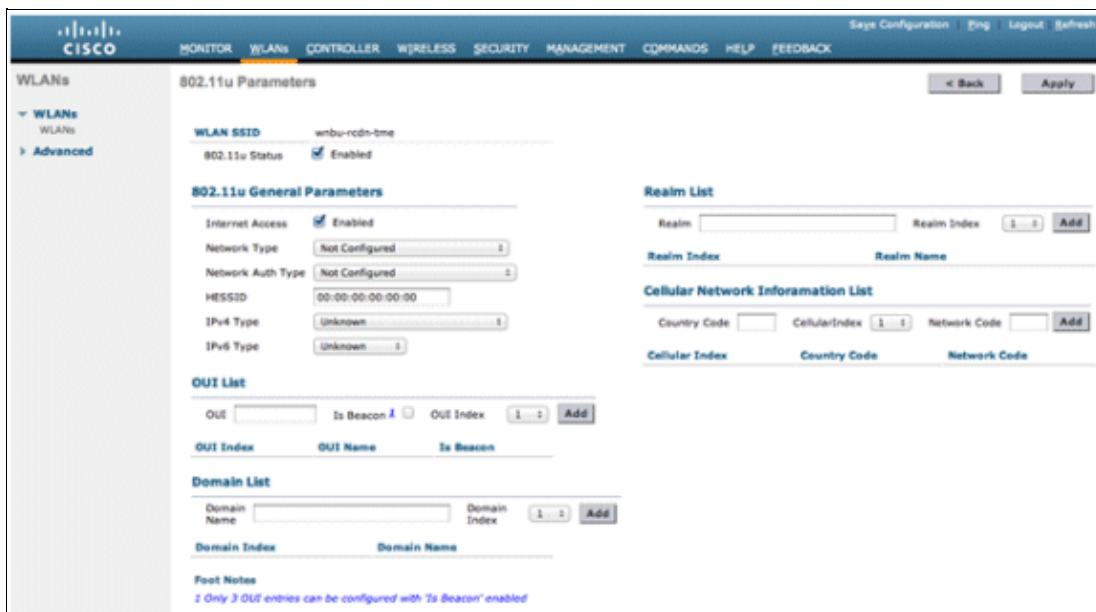 Save Configuration Ping Logout Refresh
CISCO
MONITOR WLANs CONTROLLER WIRELESS SECURITY MANAGEMENT COMMANDS HELP FEEDBACK
WLANs
WLANs
WLANs
Advanced
802.11u Parameters
< Back Apply
WLAN SSID wnbu-rcdn-tme
802.11u Status Enabled
802.11u General Parameters
Internet Access Enabled
Network Type Not Configured
Network Auth Type Not Configured
HESSID 00:00:00:00:00:00
IPv4 Type Unknown
IPv6 Type Unknown
OUI List
OUI Is Beacon 1 OUI Index 1 Add
OUI Index OUI Name Is Beacon
Domain List
Domain Name Domain Index 1 Add
Domain Index Domain Name
Foot Notes
1 Only 3 OUI entries can be configured with 'Is Beacon' enabled
Realm List
Realm Realm Index 1 Add
Realm Index Realm Name
Cellular Network Inforamation List
Country Code CellularIndex 1 Network Code Add
Cellular Index Country Code Network Code